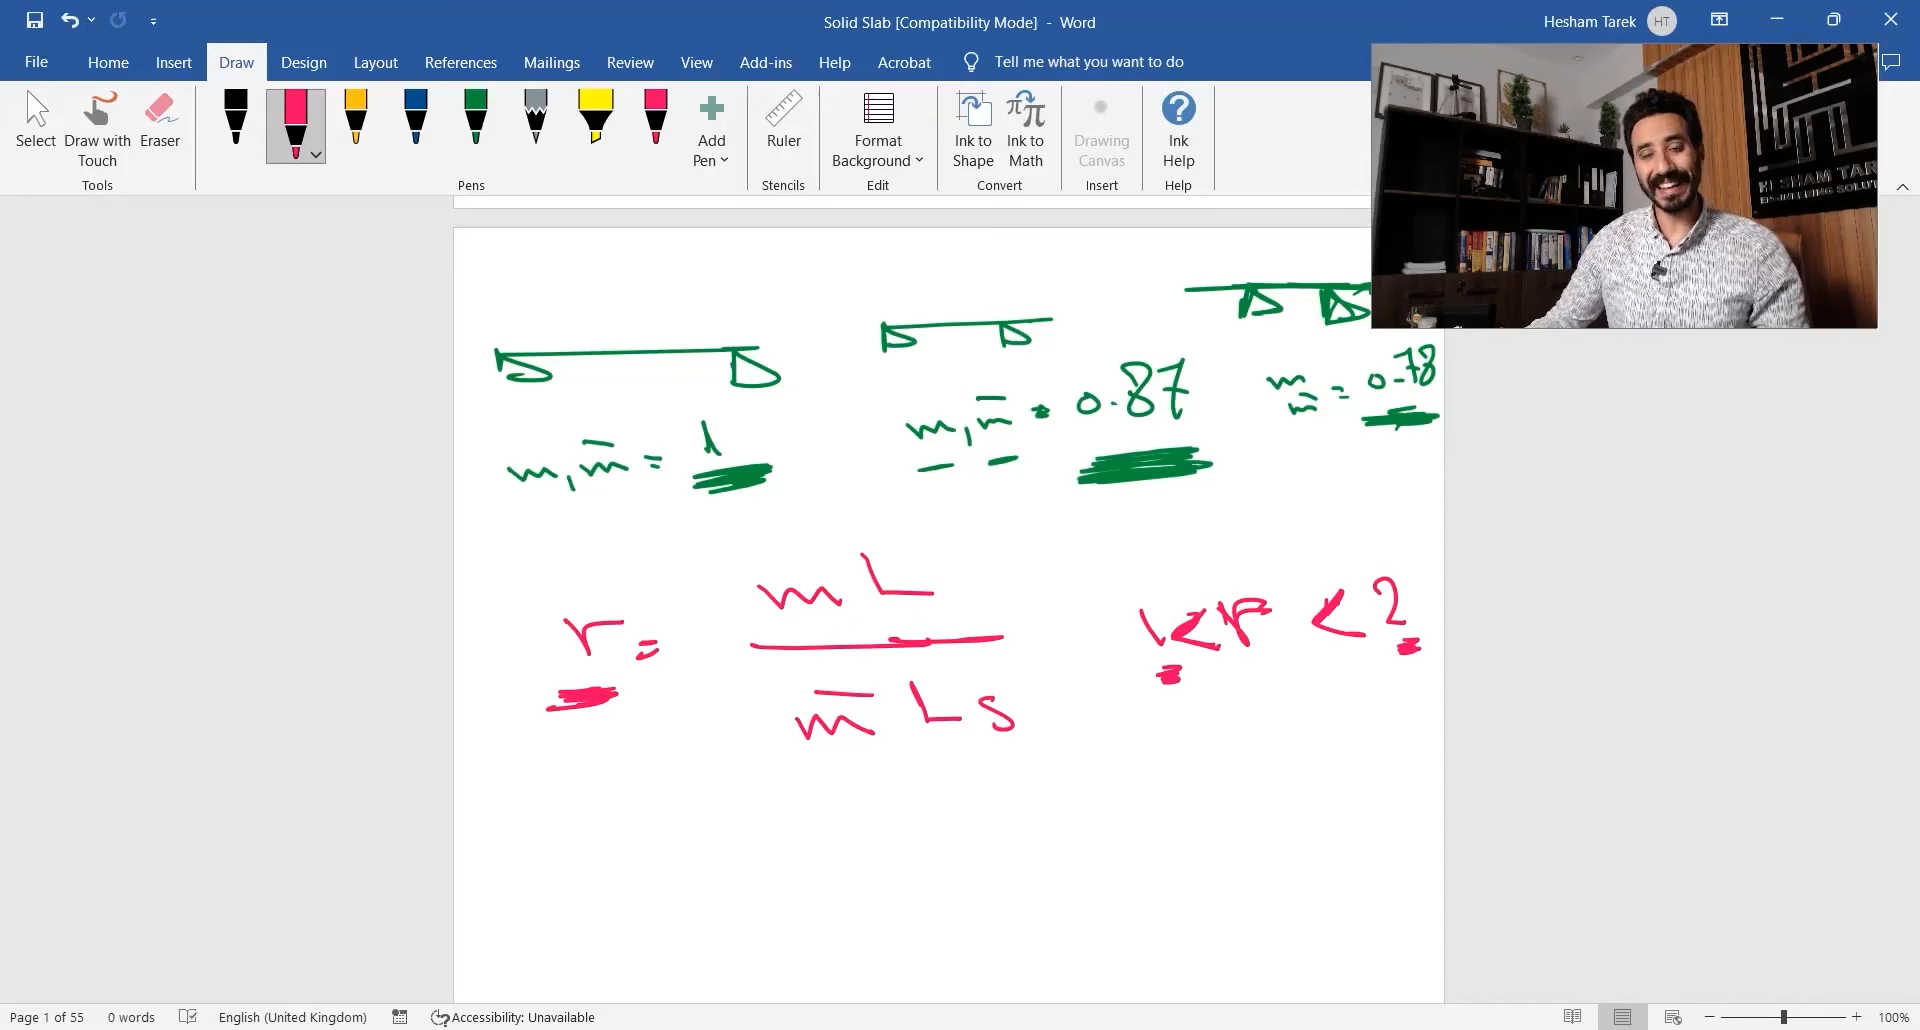 Solid Slab [Compatibility Mode] - Word
Hesham Tarek HT
File Home Insert Draw Design Layout References Mailings Review View Add-ins Help Acrobat Tell me what you want to do
Select
Draw with Touch
Eraser
Add Pen
Ruler
Format Background
Ink to Shape
Ink to Math
Drawing Canvas
Ink Help
Tools
Pens
Stencils
Edit
Convert
Insert
Help
HISHAM TAR
ENGINEERING SOLUT
m, m̅ = 1
m, m̅ = 0.87
m
m̅ = 0.78
r = m L / m̅ Ls
1 < r < 2
Page 1 of 55 0 words English (United Kingdom) Accessibility: Unavailable 100%